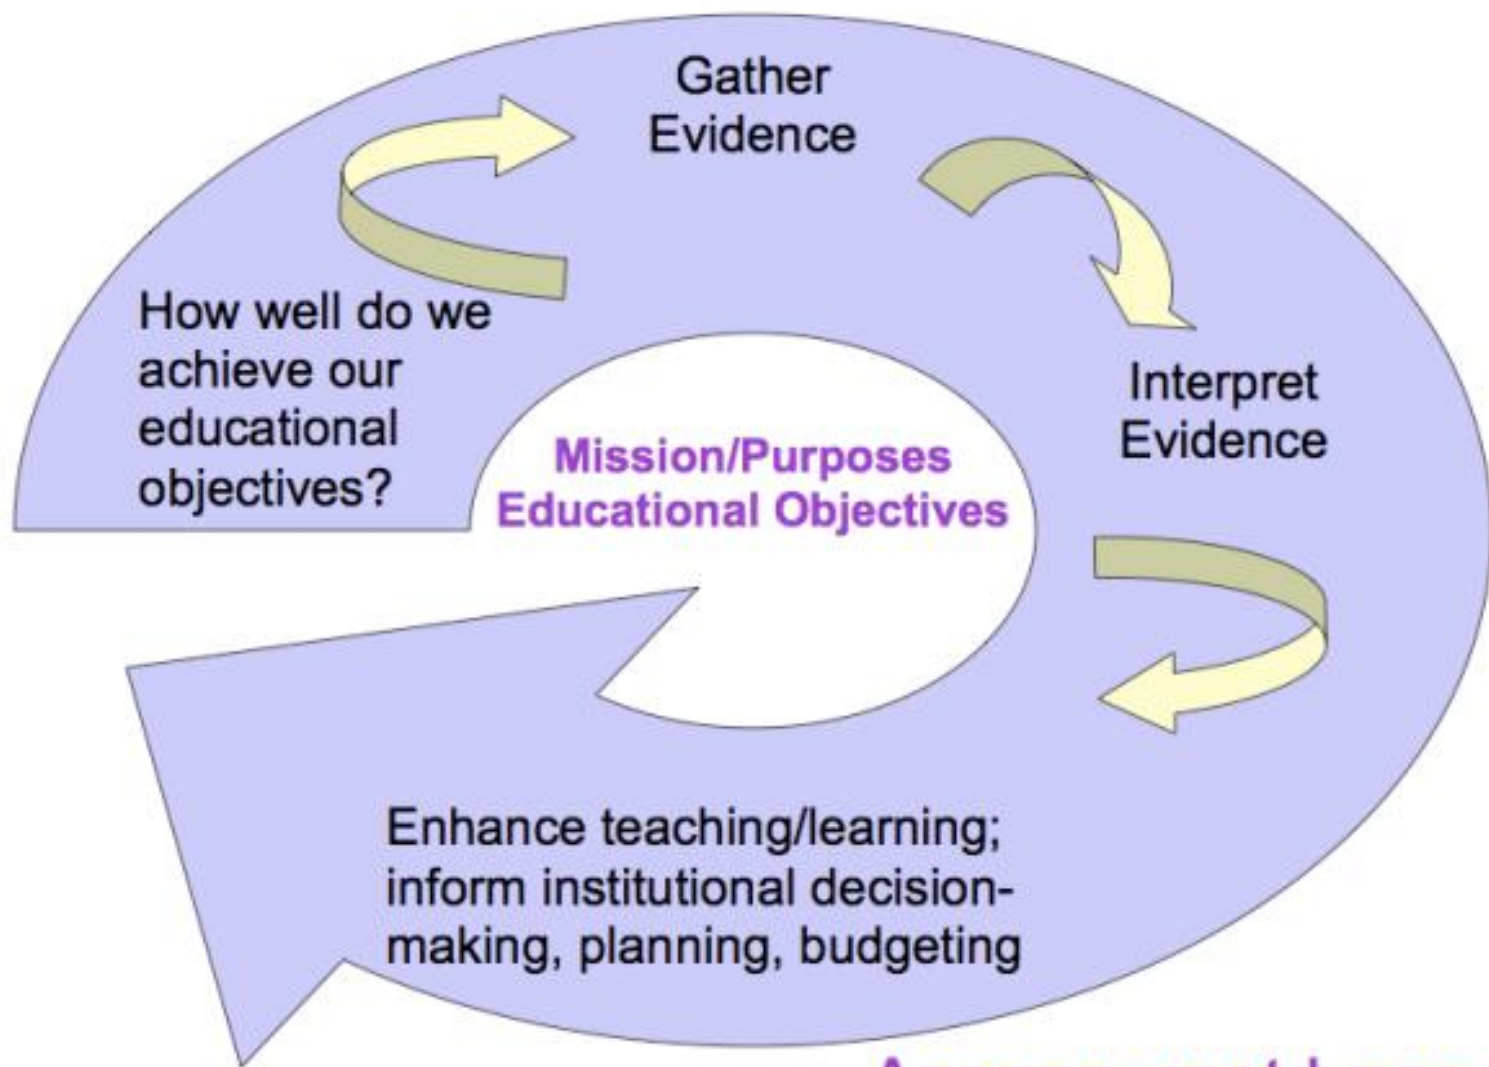 Gather
Evidence
How well do we
achieve our
educational
objectives?
Interpret
Evidence
Mission/Purposes
Educational Objectives
Enhance teaching/learning;
inform institutional decision-
making, planning, budgeting